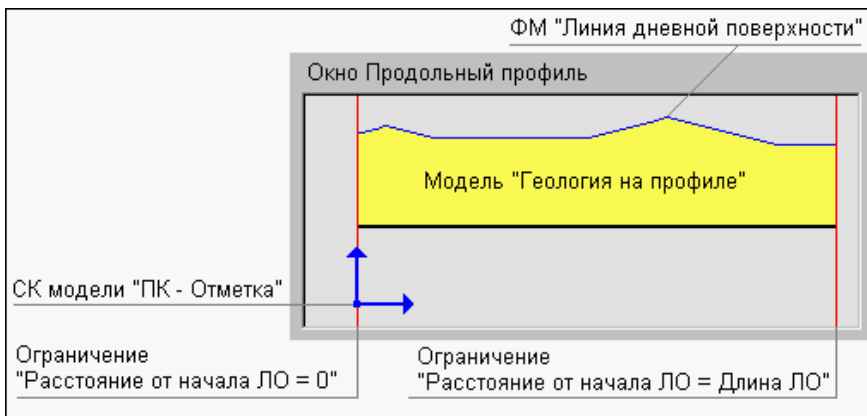 ФМ "Линия дневной поверхности"
Окно Продольный профиль
Модель "Геология на профиле"
СК модели "ПК - Отметка"
Ограничение
"Расстояние от начала ЛО = 0"
Ограничение
"Расстояние от начала ЛО = Длина ЛО"